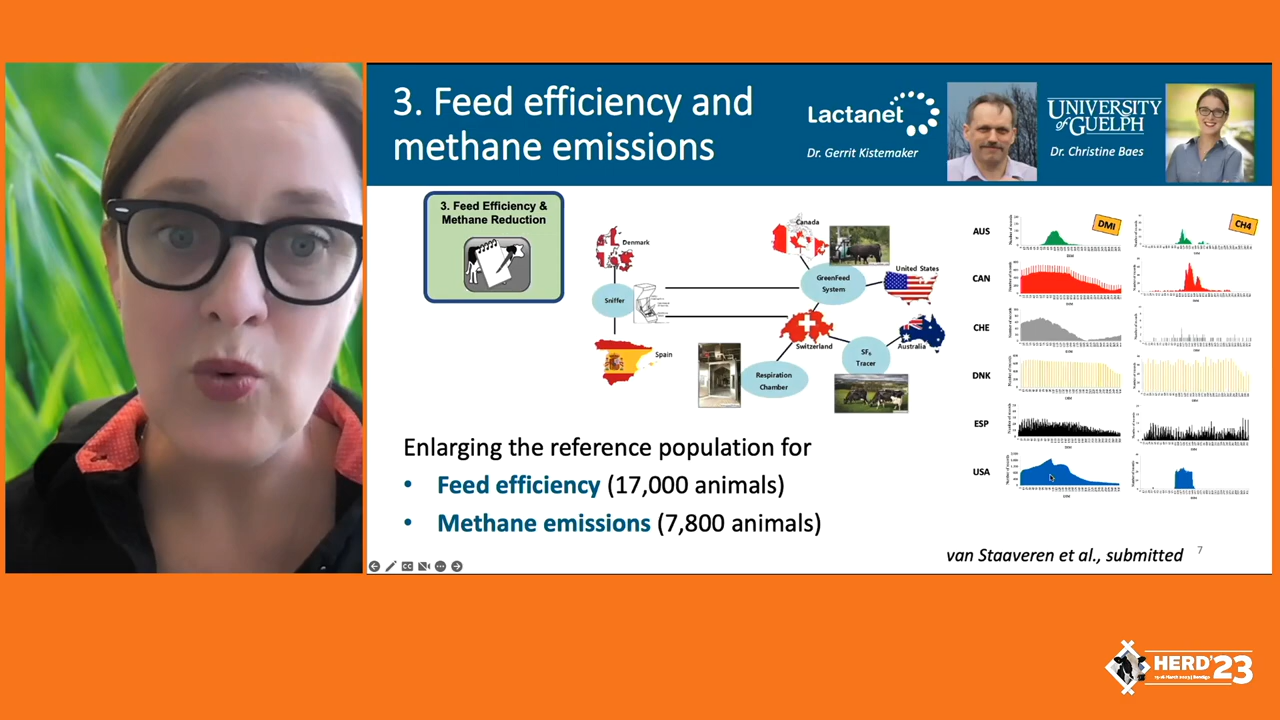 3. Feed efficiency and
methane emissions
Lactanet
Dr. Gerrit Kistemaker
UNIVERSITY
of GUELPH
Dr. Christine Baes
3. Feed Efficiency &
Methane Reduction
Denmark
Sniffer
Spain
Canada
GreenFeed
System
United States
Switzerland
Australia
SF6
Tracer
Respiration
Chamber
DMI
CH4
AUS
CAN
CHE
DNK
ESP
USA
Enlarging the reference population for
• Feed efficiency (17,000 animals)
• Methane emissions (7,800 animals)
van Staaveren et al., submitted
7
HERD'23